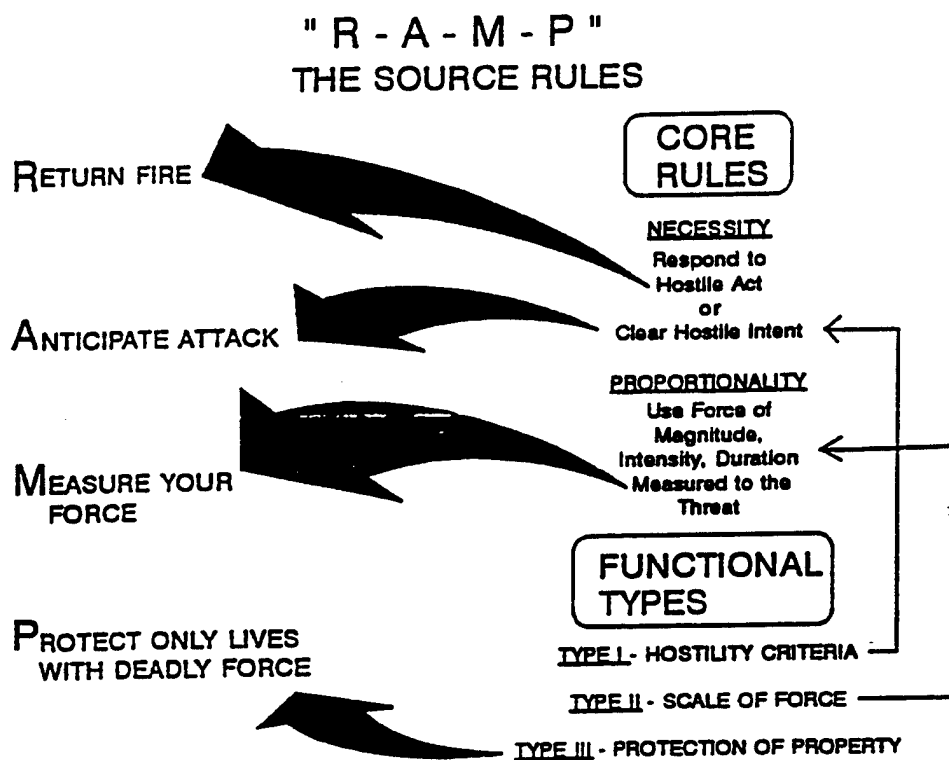 " R - A - M - P "
THE SOURCE RULES
RETURN FIRE
ANTICIPATE ATTACK
MEASURE YOUR
FORCE
PROTECT ONLY LIVES
WITH DEADLY FORCE
CORE
RULES
NECESSITY
Respond to
Hostile Act
or
Clear Hostile Intent
PROPORTIONALITY
Use Force of
Magnitude,
Intensity, Duration
Measured to the
Threat
FUNCTIONAL
TYPES
TYPE I - HOSTILITY CRITERIA
TYPE II - SCALE OF FORCE
TYPE III - PROTECTION OF PROPERTY